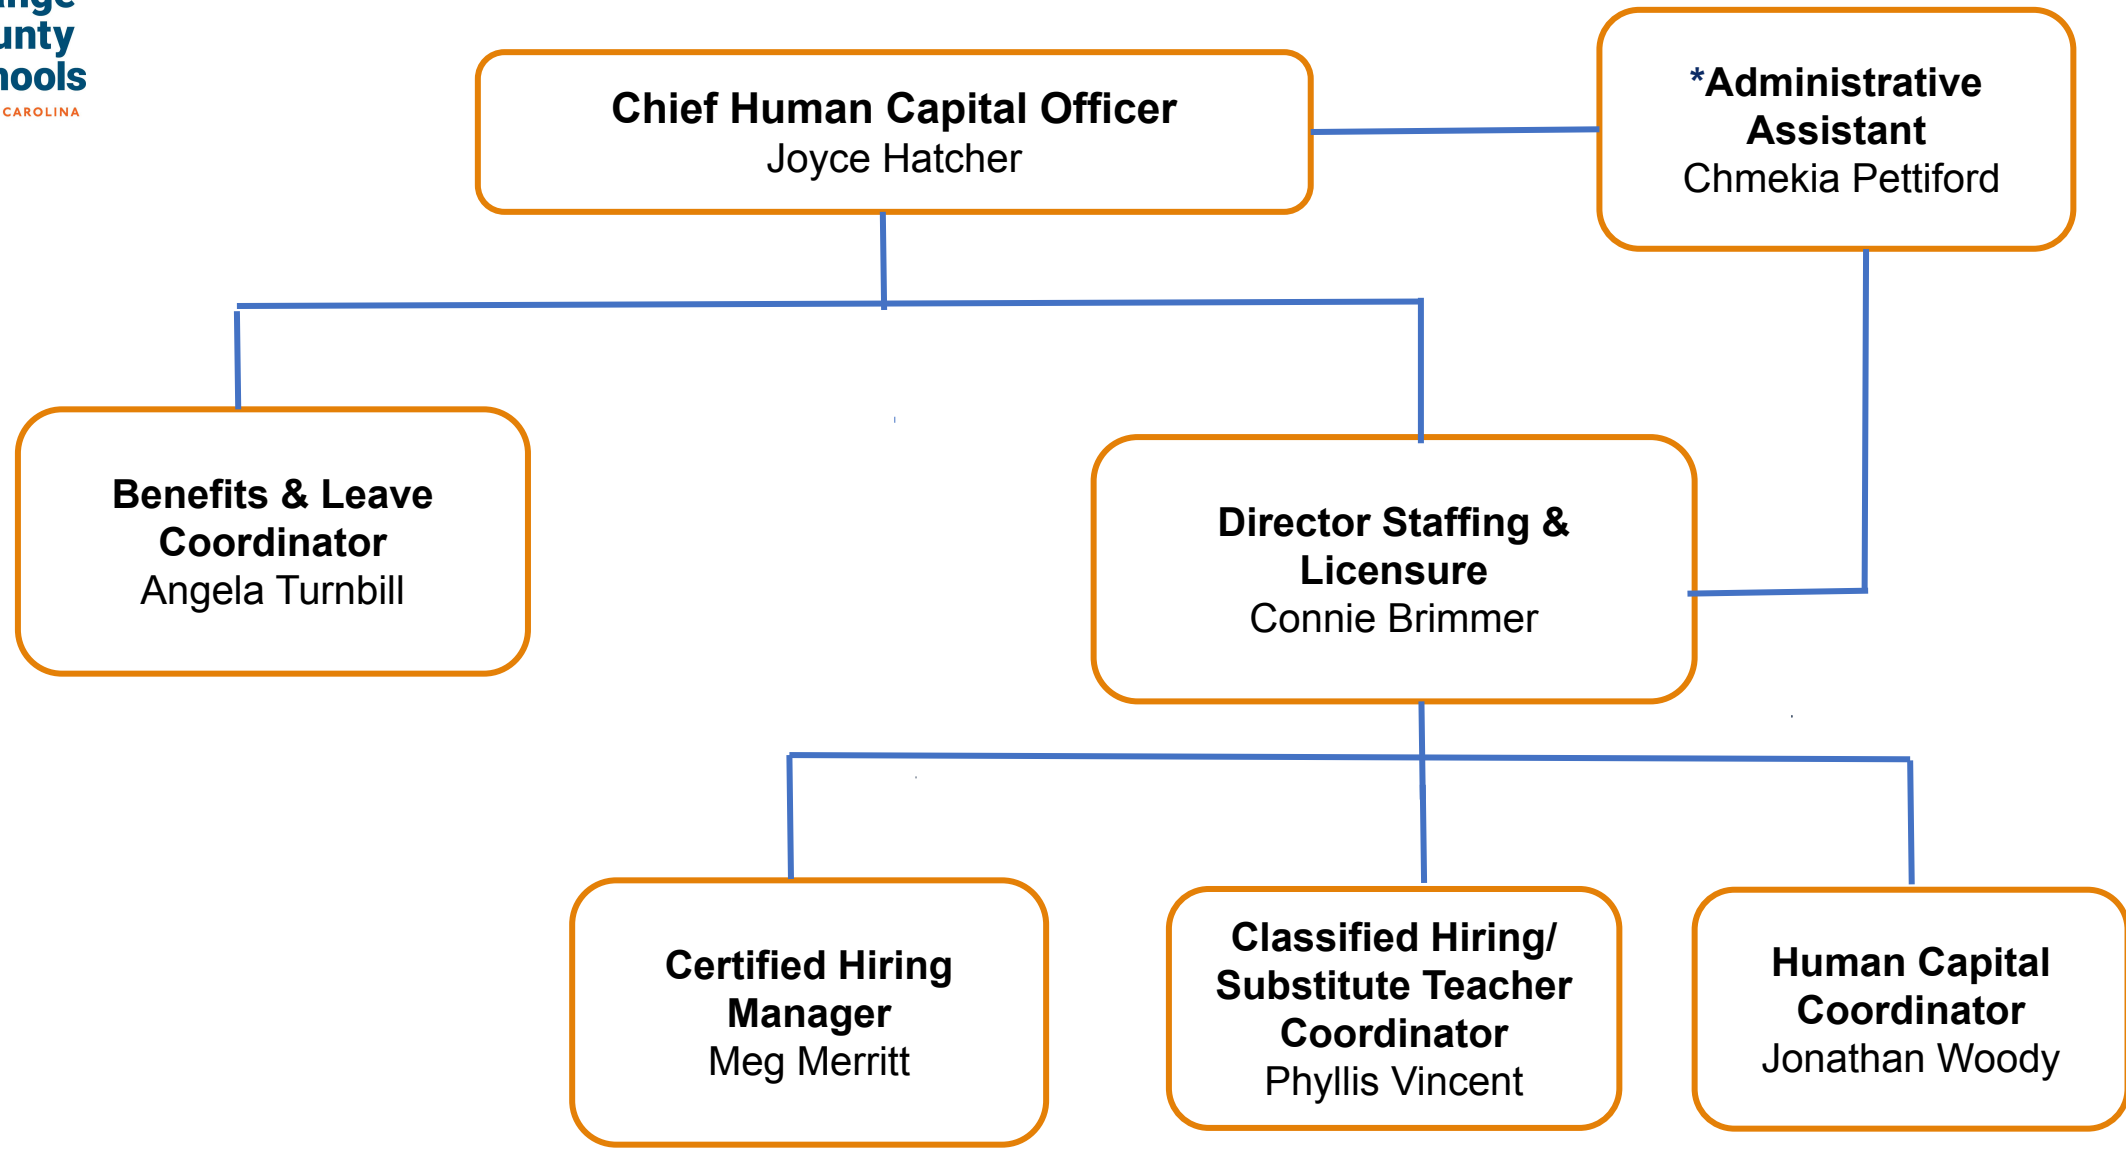 Chief Human Capital Officer
Joyce Hatcher
*Administrative
Assistant
Chmekia Pettiford
Benefits & Leave
Coordinator
Angela Turnbill
Director Staffing &
Licensure
Connie Brimmer
Certified Hiring
Manager
Meg Merritt
Classified Hiring/
Substitute Teacher
Coordinator
Phyllis Vincent
Human Capital
Coordinator
Jonathan Woody
CAROLINA